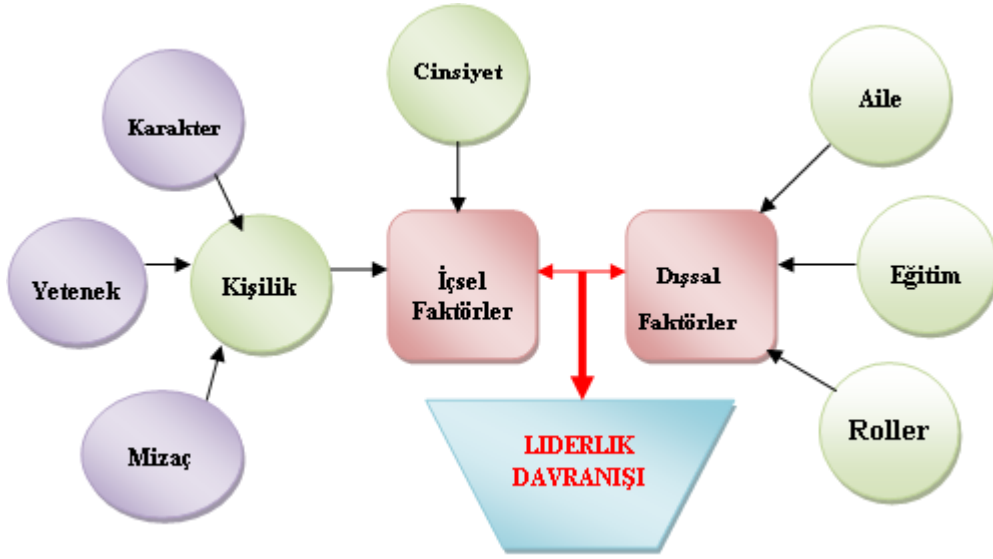 Cinsiyet
Aile
Karakter
Yetenek
Kişilik
İçsel
Faktörler
Dışsal
Faktörler
Eğitim
Mizaç
Roller
LIDERLIK
DAVRANIŞI